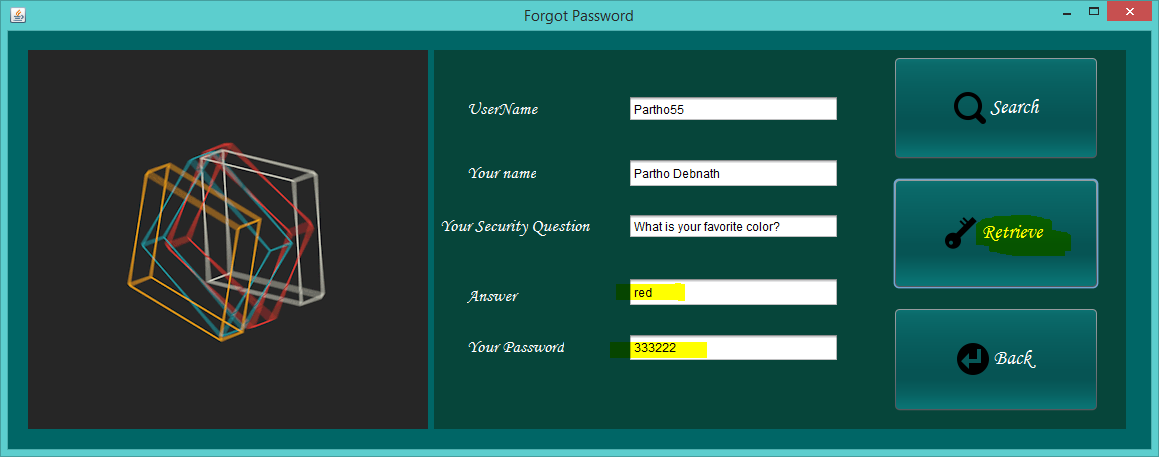 Forgot Password
UserName
Partho55
Your name
Partho Debnath
Your Security Question
What is your favorite color?
Answer
red
Your Password
333222
Search
Retrieve
Back